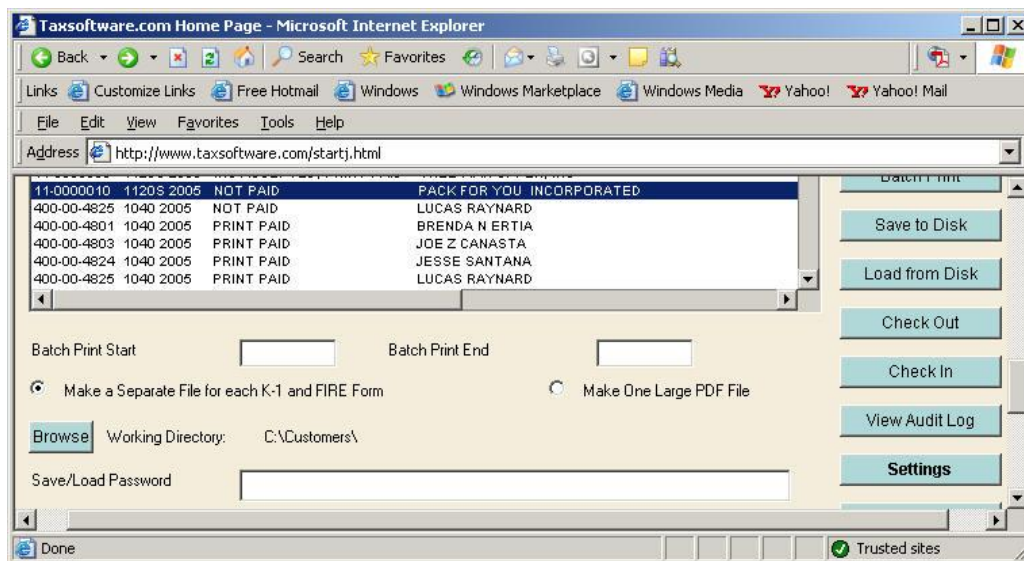 Taxsoftware.com Home Page - Microsoft Internet Explorer
Back Search Favorites
Links Customize Links Free Hotmail Windows Windows Marketplace Windows Media Yahoo! Yahoo! Mail
File Edit View Favorites Tools Help
Address http://www.taxsoftware.com/startj.html
11-0000010 1120S 2005 NOT PAID PACK FOR YOU INCORPORATED
400-00-4825 1040 2005 NOT PAID LUCAS RAYNARD
400-00-4801 1040 2005 PRINT PAID BRENDA N ERTIA
400-00-4803 1040 2005 PRINT PAID JOE Z CANASTA
400-00-4824 1040 2005 PRINT PAID JESSE SANTANA
400-00-4825 1040 2005 PRINT PAID LUCAS RAYNARD
Batch Print
Save to Disk
Load from Disk
Check Out
Check In
View Audit Log
Settings
Batch Print Start Batch Print End
Make a Separate File for each K-1 and FIRE Form Make One Large PDF File
Browse Working Directory: C:\Customers\
Save/Load Password
Done Trusted sites